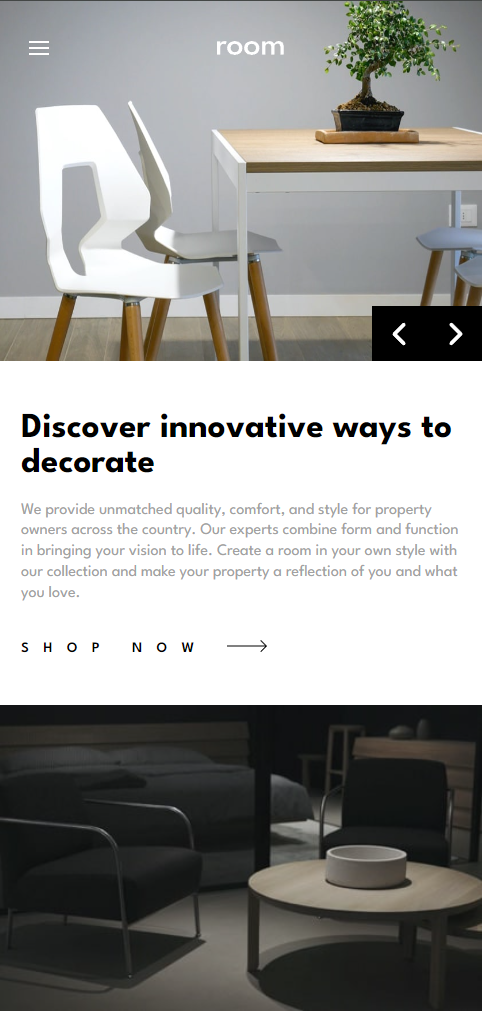 room
Discover innovative ways to
decorate
We provide unmatched quality, comfort, and style for property
owners across the country. Our experts combine form and function
in bringing your vision to life. Create a room in your own style with
our collection and make your property a reflection of you and what
you love.
SHOP NOW